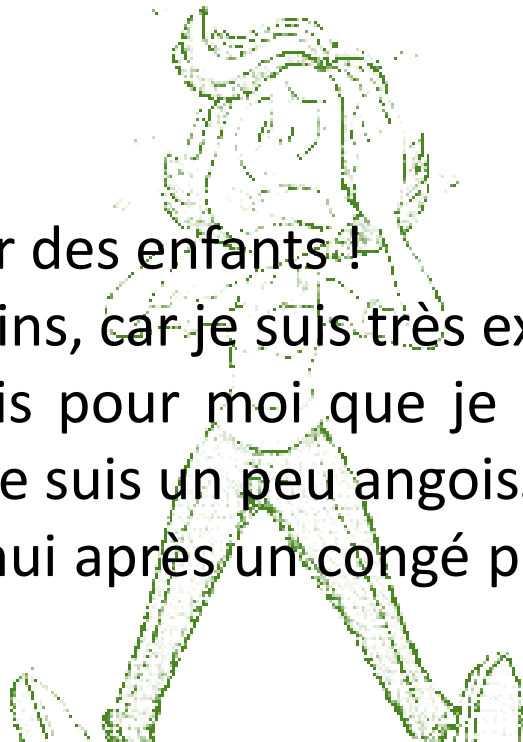 r des enfants !
ins, car je suis très ex
is pour moi que je
e suis un peu angois
ui après un congé p